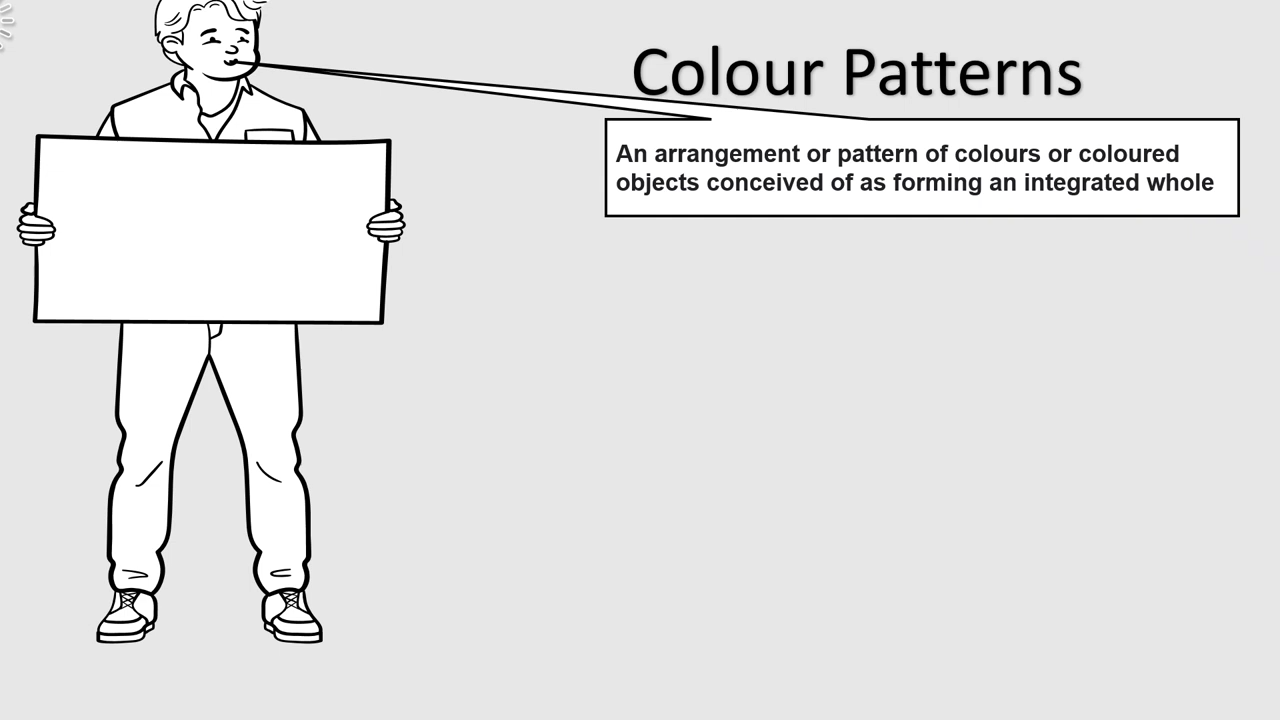 Colour Patterns
An arrangement or pattern of colours or coloured
objects conceived of as forming an integrated whole